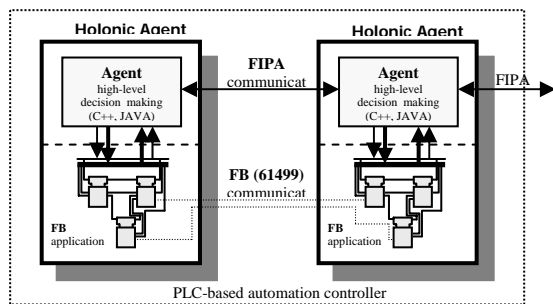 Holonic Agent
Holonic Agent
Agent
high-level
decision making
(C++, JAVA)
FIPA
communicat
Agent
high-level
decision making
(C++, JAVA)
FIPA
FB (61499)
communicat
FB
application
FB
application
PLC-based automation controller